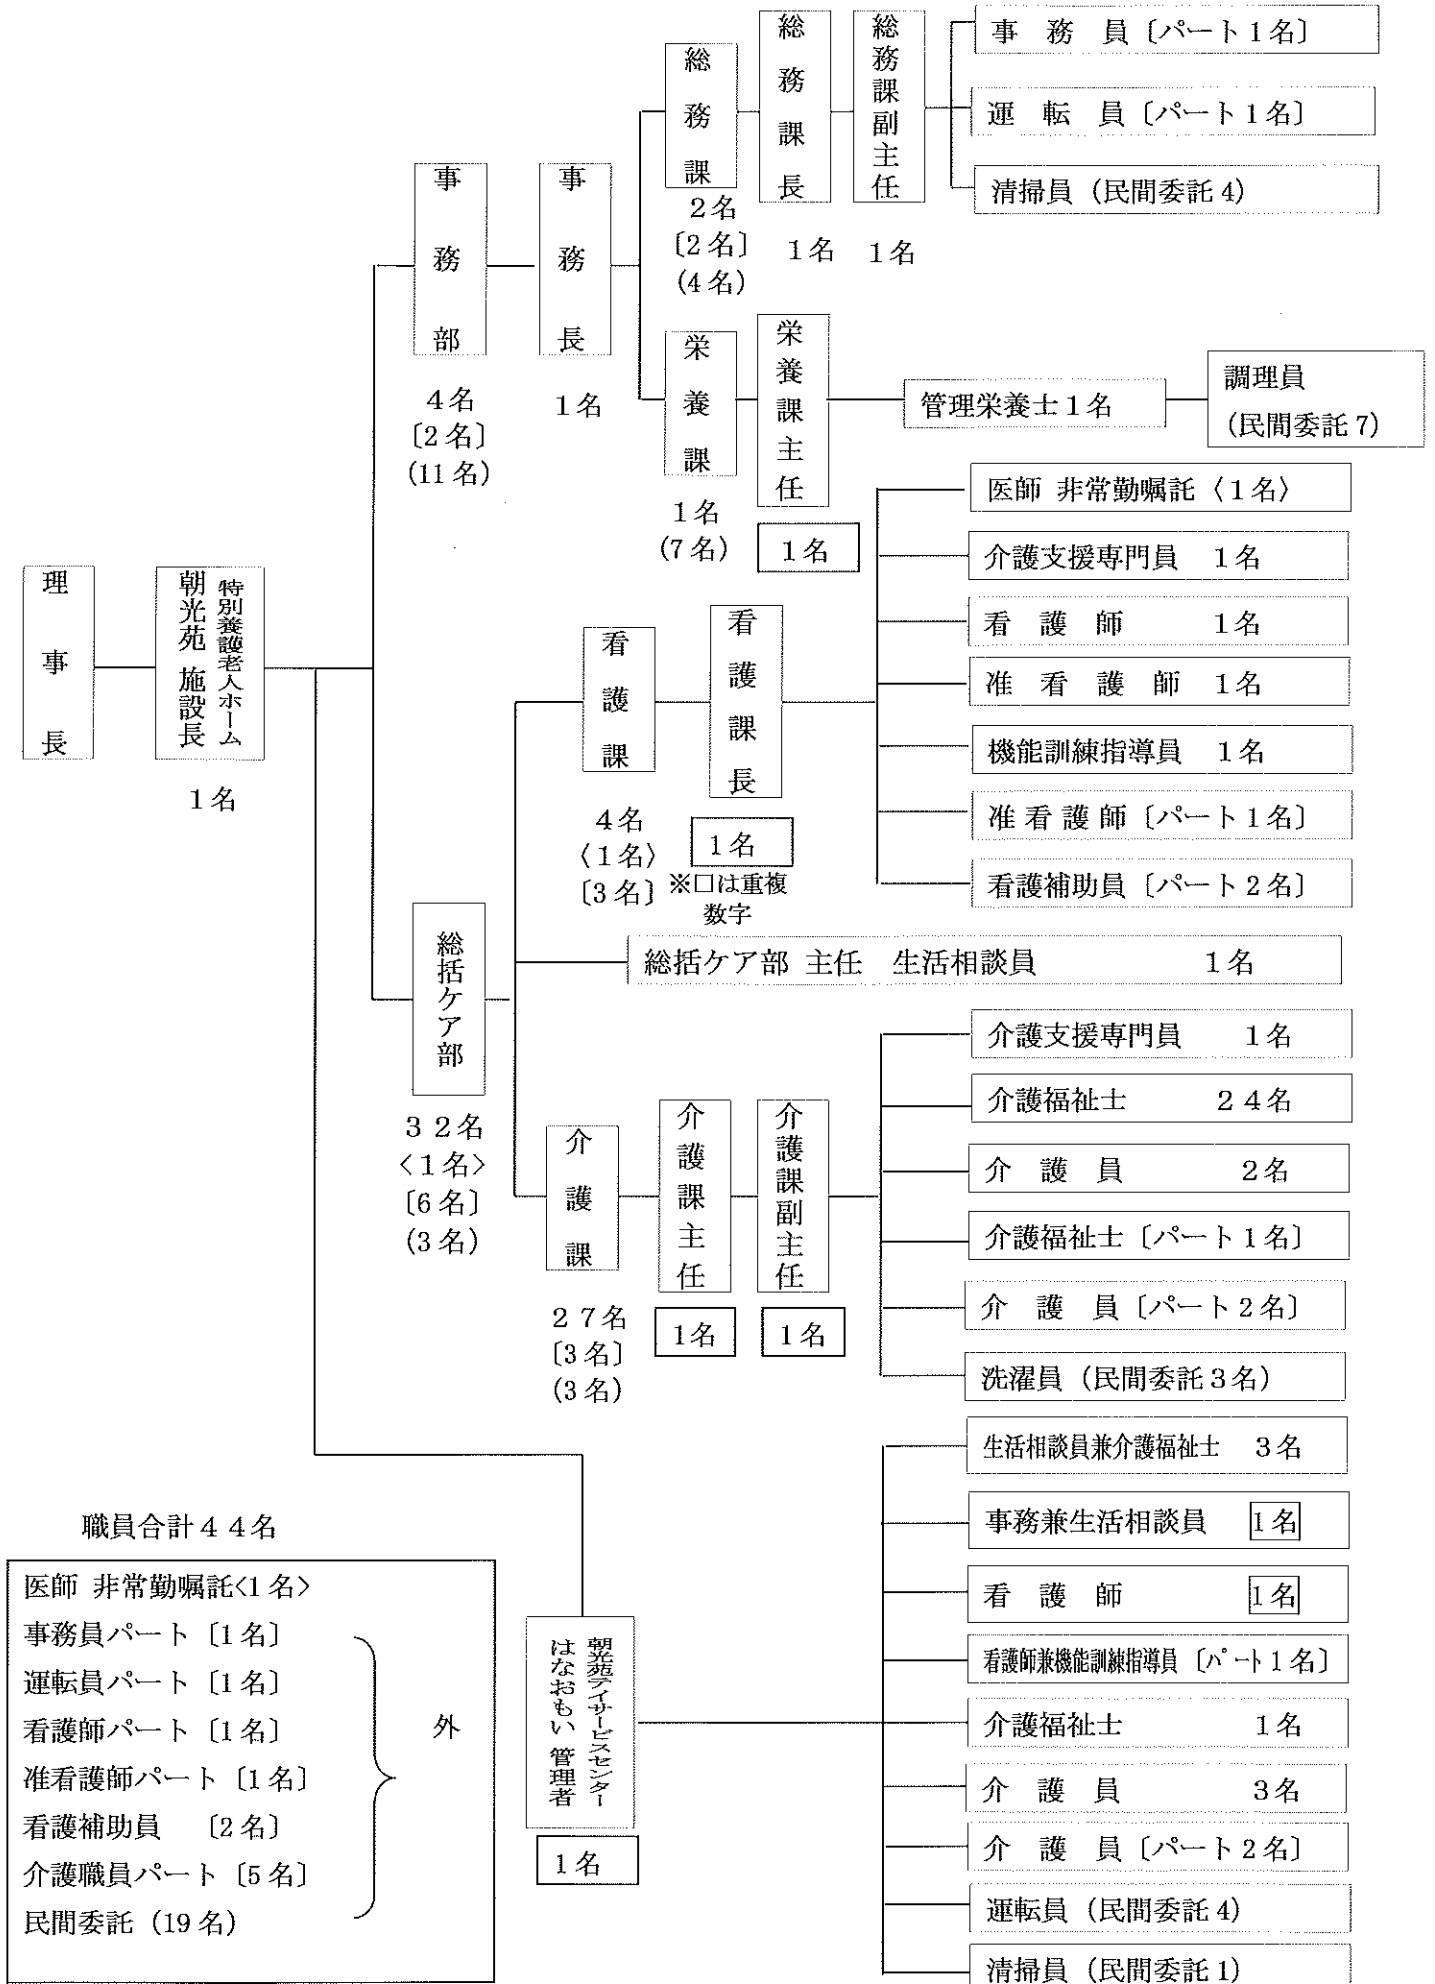 理事長
特別養護老人ホーム
朝光苑 施設長
1名
事務部
4名
〔2名〕
(11名)
事務長
1名
総務課
2名
〔2名〕
(4名)
総務課長
1名
総務課副主任
1名
事務員〔パート1名〕
運転員〔パート1名〕
清掃員(民間委託4)
栄養課
1名
(7名)
栄養課主任
1名
管理栄養士1名
調理員
(民間委託7)
総括ケア部
32名
<1名>
〔6名〕
(3名)
看護課
4名
〈1名〉
〔3名〕
看護課長
1名
※□は重複
数字
医師 非常勤嘱託〈1名〉
介護支援専門員 1名
看護師 1名
准看護師 1名
機能訓練指導員 1名
准看護師〔パート1名〕
看護補助員〔パート2名〕
総括ケア部 主任 生活相談員 1名
介護課
27名
〔3名〕
(3名)
介護課主任
1名
介護課副主任
1名
介護支援専門員 1名
介護福祉士 24名
介護員 2名
介護福祉士〔パート1名〕
介護員〔パート2名〕
洗濯員(民間委託3名)
朝光苑デイサービスセンター
はなおもい 管理者
1名
生活相談員兼介護福祉士 3名
事務兼生活相談員 1名
看護師 1名
看護師兼機能訓練指導員〔パート1名〕
介護福祉士 1名
介護員 3名
介護員〔パート2名〕
運転員(民間委託4)
清掃員(民間委託1)
職員合計44名
医師 非常勤嘱託<1名>
事務員パート〔1名〕
運転員パート〔1名〕
看護師パート〔1名〕
准看護師パート〔1名〕
看護補助員 〔2名〕
介護職員パート〔5名〕
民間委託(19名)
外